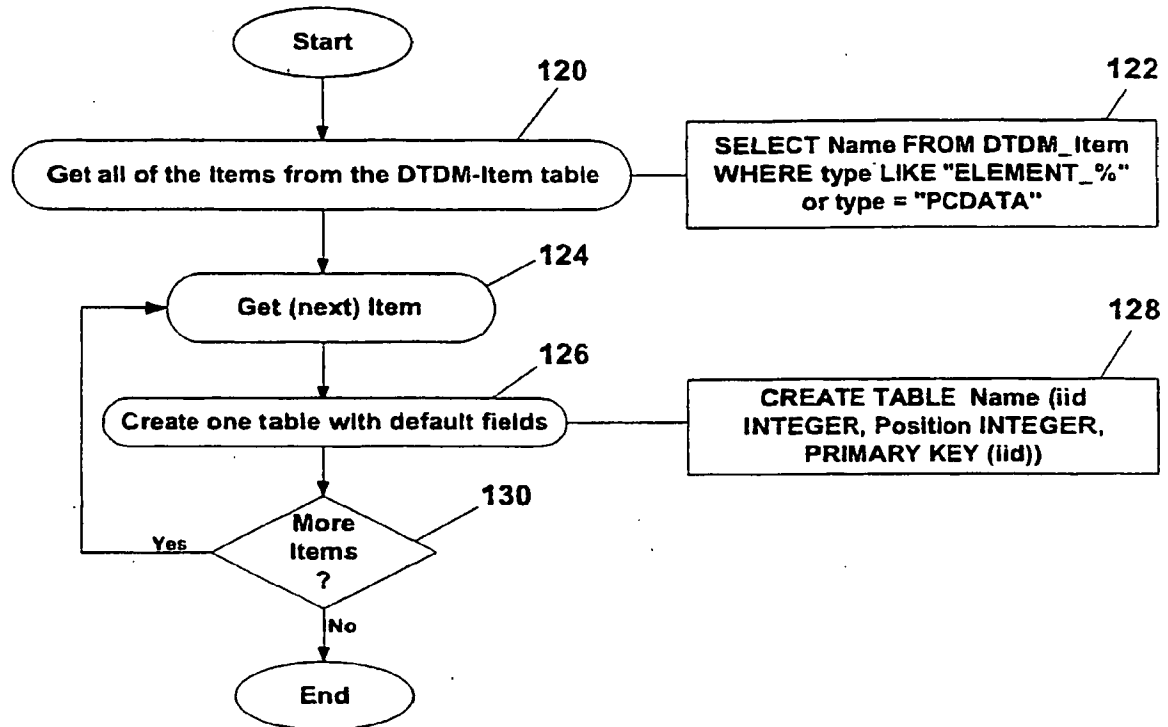 Start
120
122
Get all of the Items from the DTDM-Item table
SELECT Name FROM DTDM_Item
WHERE type LIKE "ELEMENT_%"
or type = "PCDATA"
124
Get (next) Item
128
126
Create one table with default fields
CREATE TABLE Name (iid
INTEGER, Position INTEGER,
PRIMARY KEY (iid))
130
More
Items
?
Yes
No
End